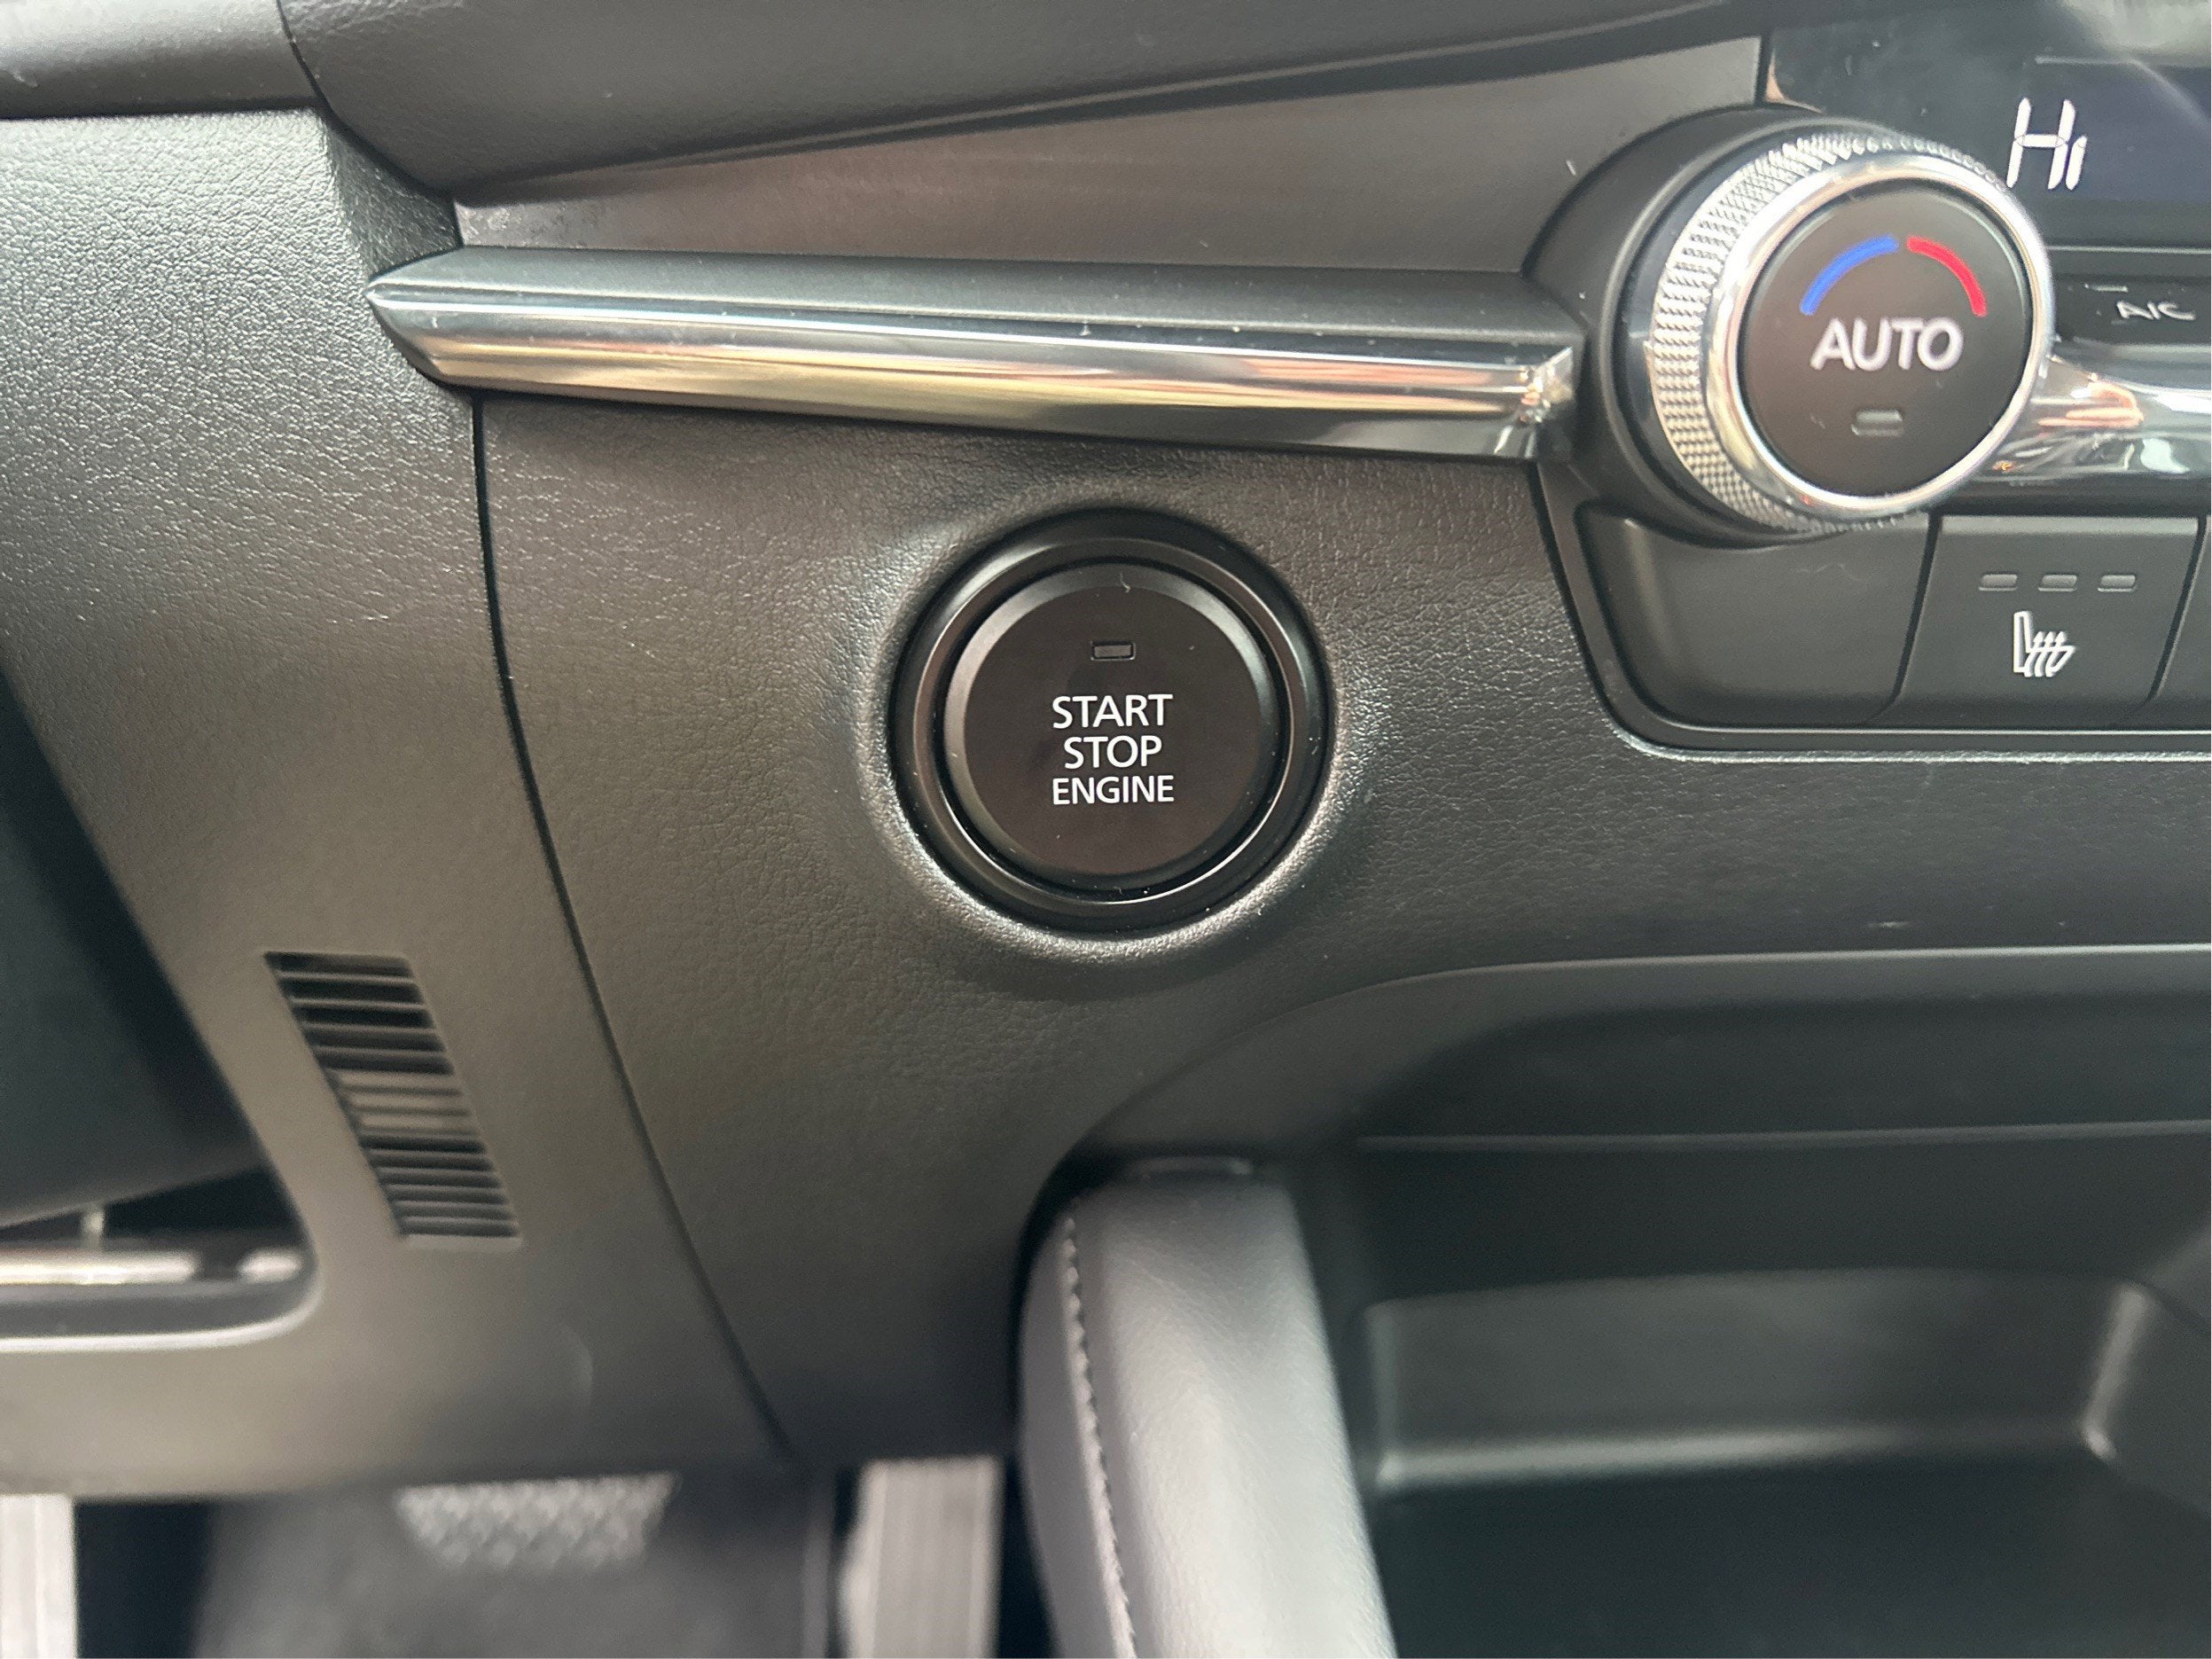 Hi
AUTO
A/C
START
STOP
ENGINE